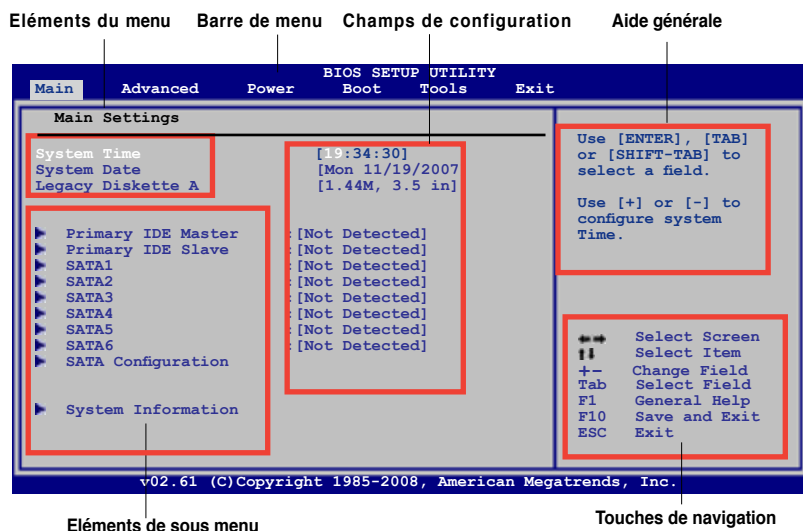 Eléments du menu Barre de menu Champs de configuration Aide générale
BIOS SETUP UTILITY
Main Advanced Power Boot Tools Exit
Main Settings
System Time [19:34:30]
System Date [Mon 11/19/2007
Legacy Diskette A [1.44M, 3.5 in]
Primary IDE Master :[Not Detected]
Primary IDE Slave :[Not Detected]
SATA1 :[Not Detected]
SATA2 :[Not Detected]
SATA3 :[Not Detected]
SATA4 :[Not Detected]
SATA5 :[Not Detected]
SATA6 :[Not Detected]
SATA Configuration
System Information
Use [ENTER], [TAB]
or [SHIFT-TAB] to
select a field.
Use [+] or [-] to
configure system
Time.
←→ Select Screen
↑↓ Select Item
+- Change Field
Tab Select Field
F1 General Help
F10 Save and Exit
ESC Exit
v02.61 (C)Copyright 1985-2008, American Megatrends, Inc.
Eléments de sous menu Touches de navigation